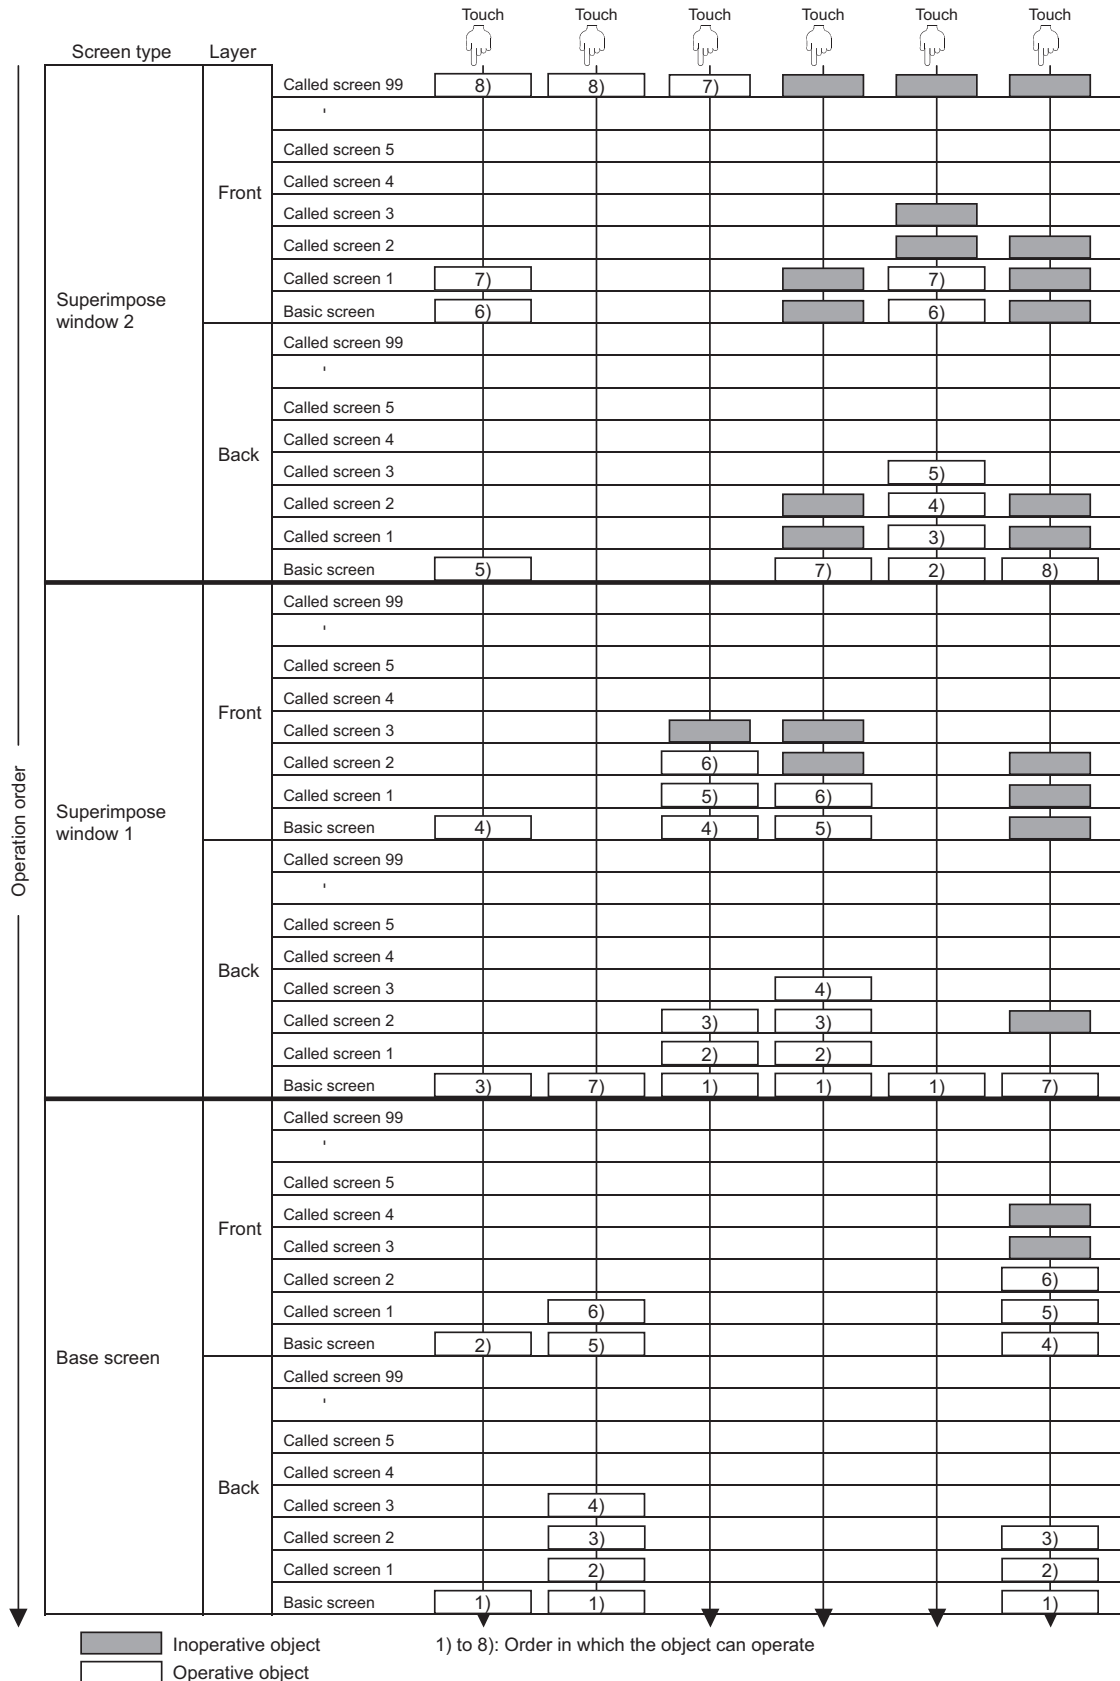 Touch Touch Touch Touch Touch Touch
Screen type Layer
Operation order
Superimpose
window 2
Front
Called screen 99 8) 8) 7)
'
Called screen 5
Called screen 4
Called screen 3
Called screen 2
Called screen 1 7) 7)
Basic screen 6) 6)
Back
Called screen 99
'
Called screen 5
Called screen 4
Called screen 3 5)
Called screen 2 4)
Called screen 1 3)
Basic screen 5) 7) 2) 8)
Superimpose
window 1
Front
Called screen 99
'
Called screen 5
Called screen 4
Called screen 3
Called screen 2 6)
Called screen 1 5) 6)
Basic screen 4) 4) 5)
Back
Called screen 99
'
Called screen 5
Called screen 4
Called screen 3 4)
Called screen 2 3) 3)
Called screen 1 2) 2)
Basic screen 3) 7) 1) 1) 1) 7)
Base screen
Front
Called screen 99
'
Called screen 5
Called screen 4
Called screen 3
Called screen 2 6)
Called screen 1 6) 5)
Basic screen 2) 5) 4)
Back
Called screen 99
'
Called screen 5
Called screen 4
Called screen 3 4)
Called screen 2 3) 3)
Called screen 1 2) 2)
Basic screen 1) 1) 1)
Inoperative object 1) to 8): Order in which the object can operate
Operative object